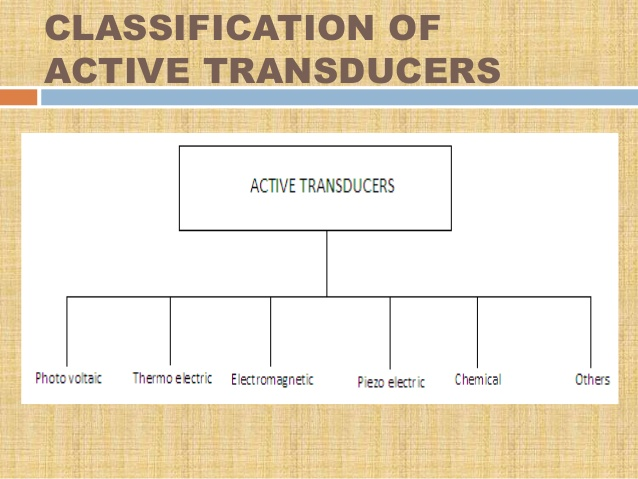 CLASSIFICATION OF
ACTIVE TRANSDUCERS
ACTIVE TRANSDUCERS
Photo voltaic
Thermo electric
Electromagnetic
Piezo electric
Chemical
Others